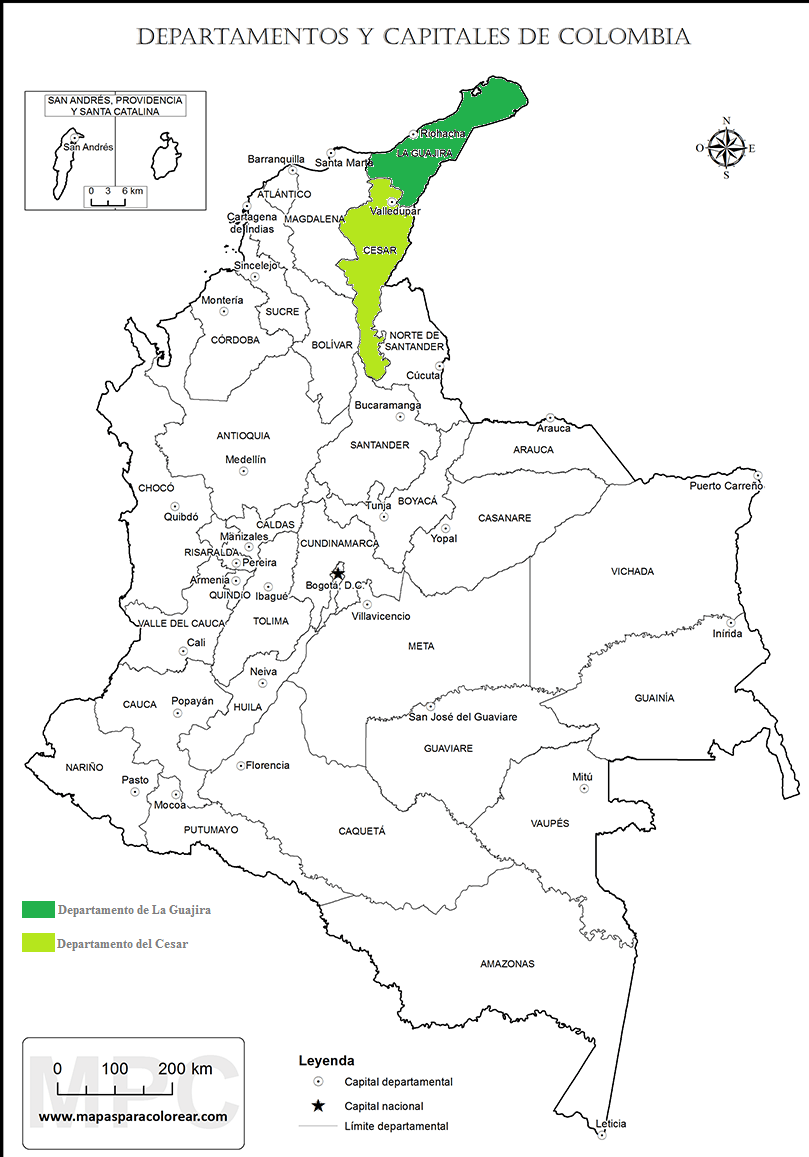 DEPARTAMENTOS Y CAPITALES DE COLOMBIA
SAN ANDRÉS, PROVIDENCIA
Y SANTA CATALINA
San Andrés
0 3 6 km
N
O E
S
Riohacha
LA GUAJIRA
Santa Marta
Barranquilla
ATLÁNTICO
Cartagena
de Indias
MAGDALENA
Valledupar
CESAR
Sincelejo
Montería
SUCRE
CÓRDOBA
BOLÍVAR
NORTE DE
SANTANDER
Cúcuta
Bucaramanga
ANTIOQUIA
Medellín
SANTANDER
Arauca
ARAUCA
CHOCÓ
Quibdó
Puerto Carreño
BOYACÁ
Tunja
CASANARE
Yopal
CALDAS
Manizales
CUNDINAMARCA
RISARALDA
Pereira
Armenia
QUINDÍO
Ibagué
Bogotá, D.C.
VICHADA
Villavicencio
VALLE DEL CAUCA
TOLIMA
Cali
META
Inírida
Neiva
CAUCA
Popayán
HUILA
GUAINÍA
San José del Guaviare
GUAVIARE
NARIÑO
Pasto
Florencia
Mocoa
Mitú
VAUPÉS
PUTUMAYO
CAQUETÁ
Departamento de La Guajira
Departamento del Cesar
AMAZONAS
MPC
0 100 200 km
www.mapasparacolorear.com
Leyenda
Capital departamental
Capital nacional
Límite departamental
Leticia